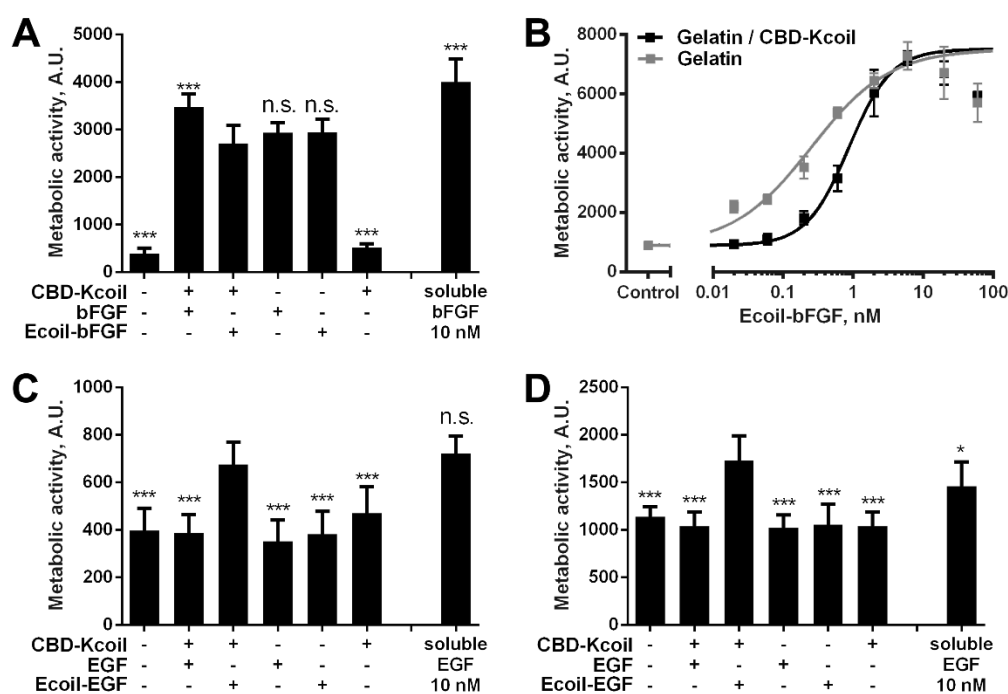 A
Metabolic activity, A.U.
5000
4000
3000
2000
1000
0
*** *** n.s. n.s. *** ***
CBD-Kcoil - + + - - + soluble
bFGF - + - + - - bFGF
Ecoil-bFGF - - + - + - 10 nM
B
Gelatin / CBD-Kcoil
Gelatin
Metabolic activity, A.U.
8000
6000
4000
2000
0
Control 0.01 0.1 1 10 100
Ecoil-bFGF, nM
C
Metabolic activity, A.U.
1000
800
600
400
200
0
*** *** *** *** *** n.s.
CBD-Kcoil - + + - - + soluble
EGF - + - + - - EGF
Ecoil-EGF - - + - + - 10 nM
D
Metabolic activity, A.U.
2500
2000
1500
1000
500
0
*** *** *** *** *** *
CBD-Kcoil - + + - - + soluble
EGF - + - + - - EGF
Ecoil-EGF - - + - + - 10 nM